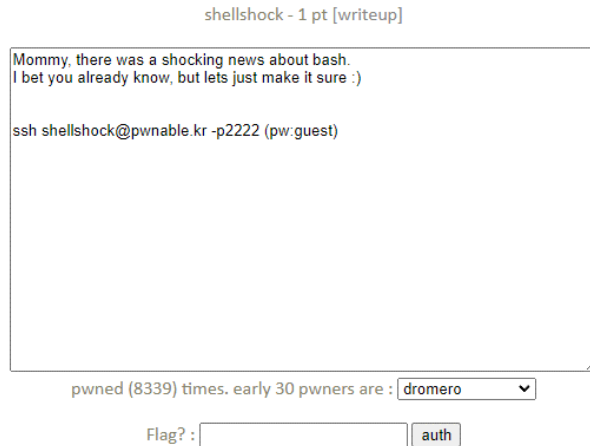 shellshock - 1 pt [writeup]
Mommy, there was a shocking news about bash.
I bet you already know, but lets just make it sure :)
ssh shellshock@pwnable.kr -p2222 (pw:guest)
pwned (8339) times. early 30 pwners are : dromero
Flag? : auth